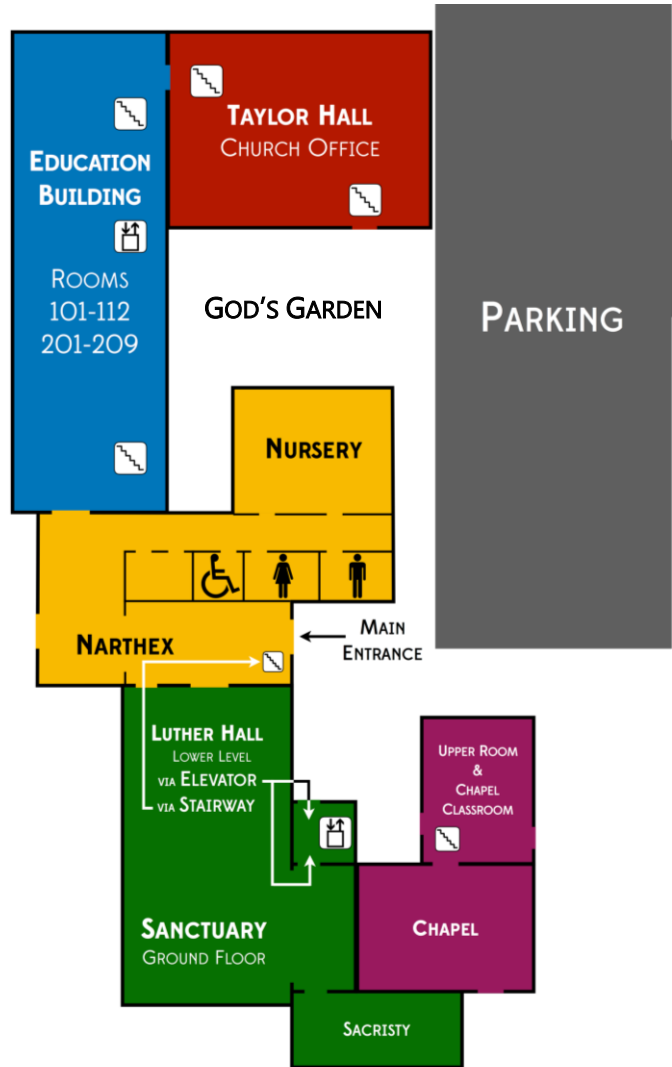 TAYLOR HALL
CHURCH OFFICE
EDUCATION
BUILDING
ROOMS
101-112
201-209
GOD'S GARDEN
PARKING
NURSERY
NARTHEX
MAIN
ENTRANCE
LUTHER HALL
LOWER LEVEL
VIA ELEVATOR
VIA STAIRWAY
UPPER ROOM
&
CHAPEL
CLASSROOM
SANCTUARY
GROUND FLOOR
CHAPEL
SACRISTY